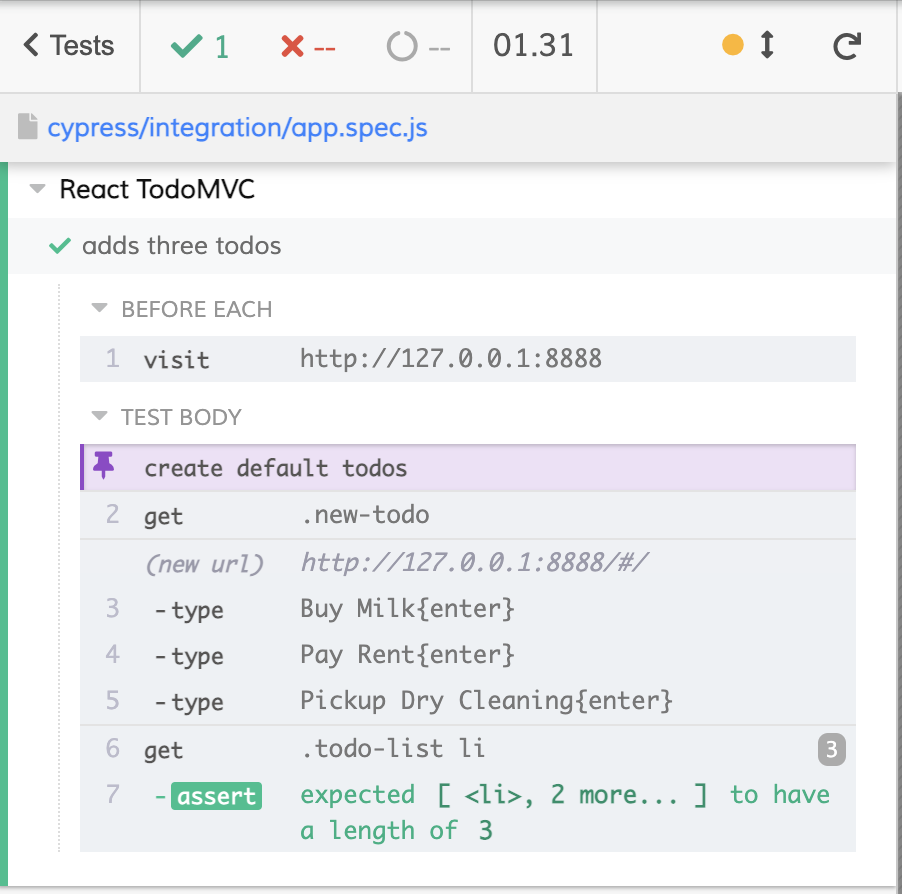 Tests 1 -- -- 01.31
cypress/integration/app.spec.js
React TodoMVC
adds three todos
BEFORE EACH
1 visit http://127.0.0.1:8888
TEST BODY
create default todos
2 get .new-todo
(new url) http://127.0.0.1:8888/#/
3 -type Buy Milk{enter}
4 -type Pay Rent{enter}
5 -type Pickup Dry Cleaning{enter}
6 get .todo-list li 3
7 -assert expected [ <li>, 2 more... ] to have
a length of 3